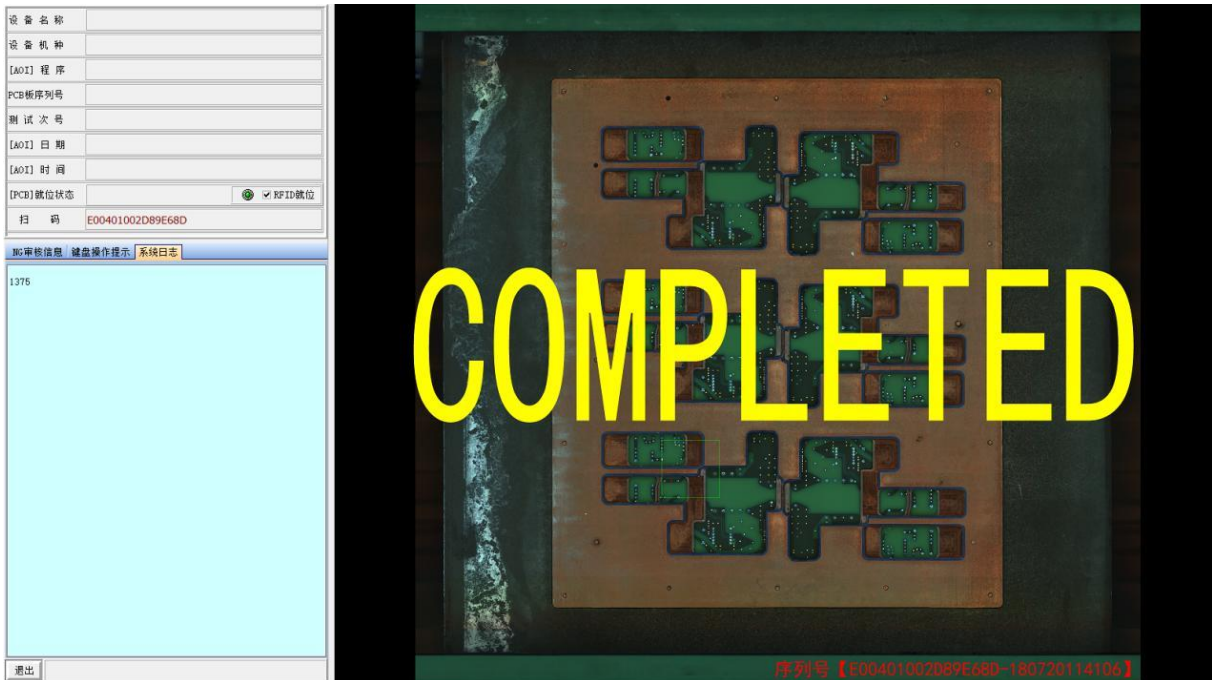 设 备 名 称
设 备 机 种
[AOI] 程 序
PCB板序列号
测 试 次 号
[AOI] 日 期
[AOI] 时 间
[PCB]就位状态 RFID就位
扫 码 E00401002D89E68D
NG审核信息 键盘操作提示 系统日志
1375
COMPLETED
退出
序列号【E00401002D89E68D-180720114106】